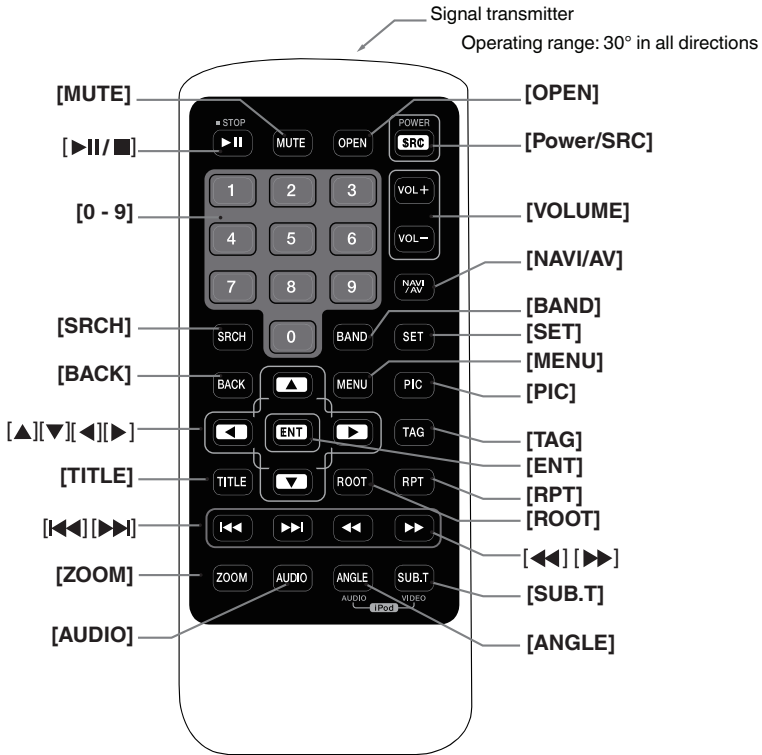 Signal transmitter
Operating range: 30° in all directions
[MUTE]
[OPEN]
■ STOP
POWER
[▶II/■]
▶II
MUTE
OPEN
SRC
[Power/SRC]
[0 - 9]
1 2 3
VOL+
[VOLUME]
4 5 6
VOL−
7 8 9
NAVI
/AV
[NAVI/AV]
[BAND]
[SRCH]
SRCH
0
BAND
SET
[SET]
[MENU]
[BACK]
BACK
▲
MENU
PIC
[PIC]
[▲][▼][◀][▶]
◀
ENT
▶
TAG
[TAG]
[ENT]
[TITLE]
TITLE
▼
ROOT
RPT
[RPT]
[ROOT]
[I◀◀] [▶▶I]
I◀◀ ▶▶I ◀◀ ▶▶
[◀◀] [▶▶]
[ZOOM]
ZOOM
AUDIO
ANGLE
SUB.T
[SUB.T]
AUDIO
iPod
VIDEO
[AUDIO]
[ANGLE]